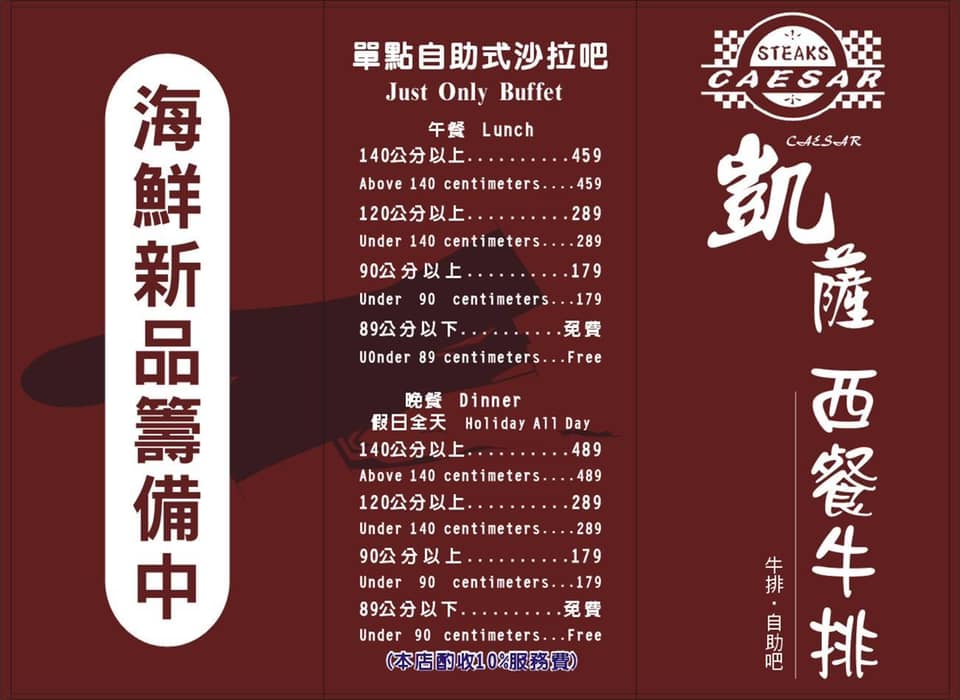 海鮮新品籌備中
單點自助式沙拉吧
Just Only Buffet
午餐 Lunch
140公分以上..........459
Above 140 centimeters....459
120公分以上..........289
Under 140 centimeters....289
90公分以上..........179
Under 90 centimeters...179
89公分以下..........免費
UOnder 89 centimeters...Free
晚餐 Dinner
假日全天 Holiday All Day
140公分以上..........489
Above 140 centimeters....489
120公分以上..........289
Under 140 centimeters....289
90公分以上..........179
Under 90 centimeters...179
89公分以下..........免費
Under 90 centimeters...Free
(本店酌收10%服務費)
STEAKS
CAESAR
CAESAR
凱薩西餐牛排
牛排·自助吧